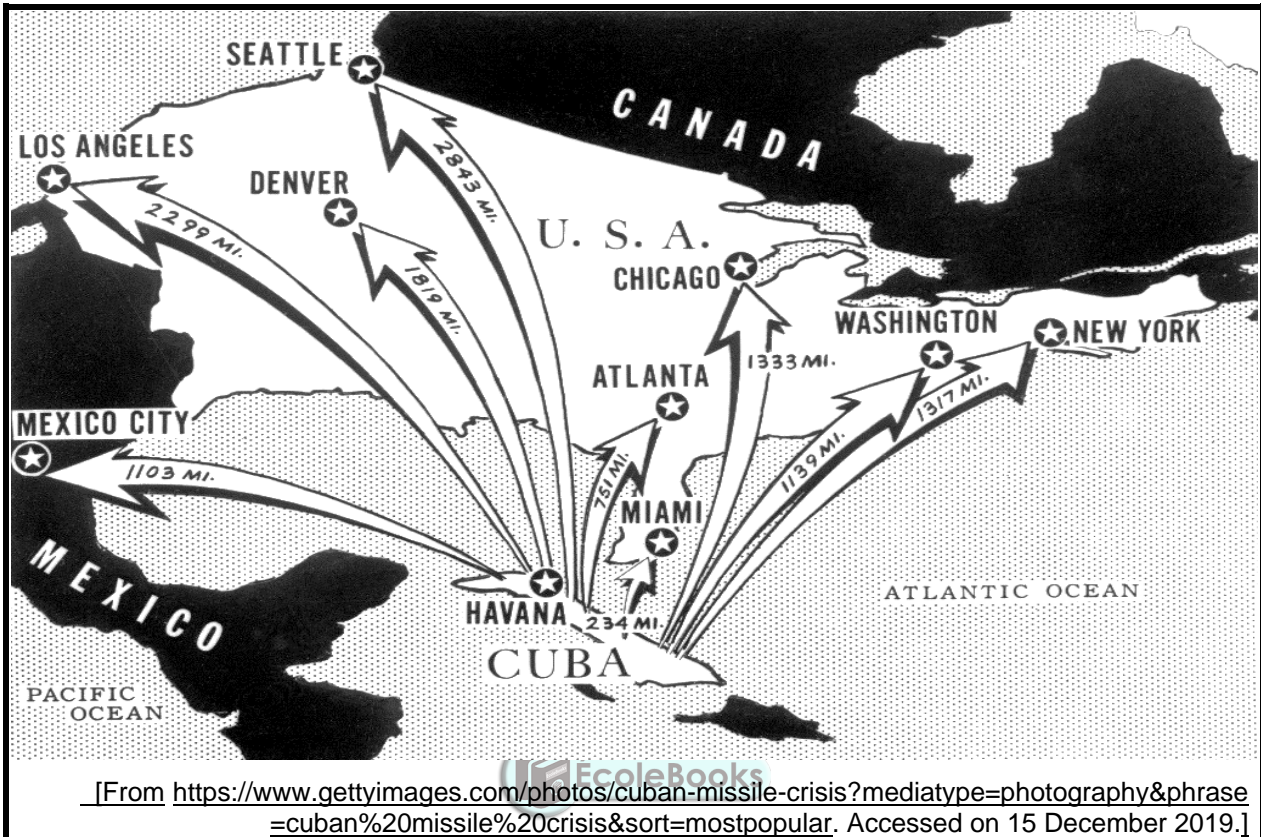 SEATTLE
CANADA
LOS ANGELES
2843 MI.
DENVER
2299 MI.
U. S. A.
CHICAGO
1819 MI.
WASHINGTON
NEW YORK
1333 MI.
ATLANTA
1317 MI.
MEXICO CITY
1139 MI.
1103 MI.
751 MI.
MIAMI
MEXICO
HAVANA
234 MI.
ATLANTIC OCEAN
CUBA
PACIFIC
OCEAN
EcoleBooks
[From https://www.gettyimages.com/photos/cuban-missile-crisis?mediatype=photography&phrase
=cuban%20missile%20crisis&sort=mostpopular. Accessed on 15 December 2019.]